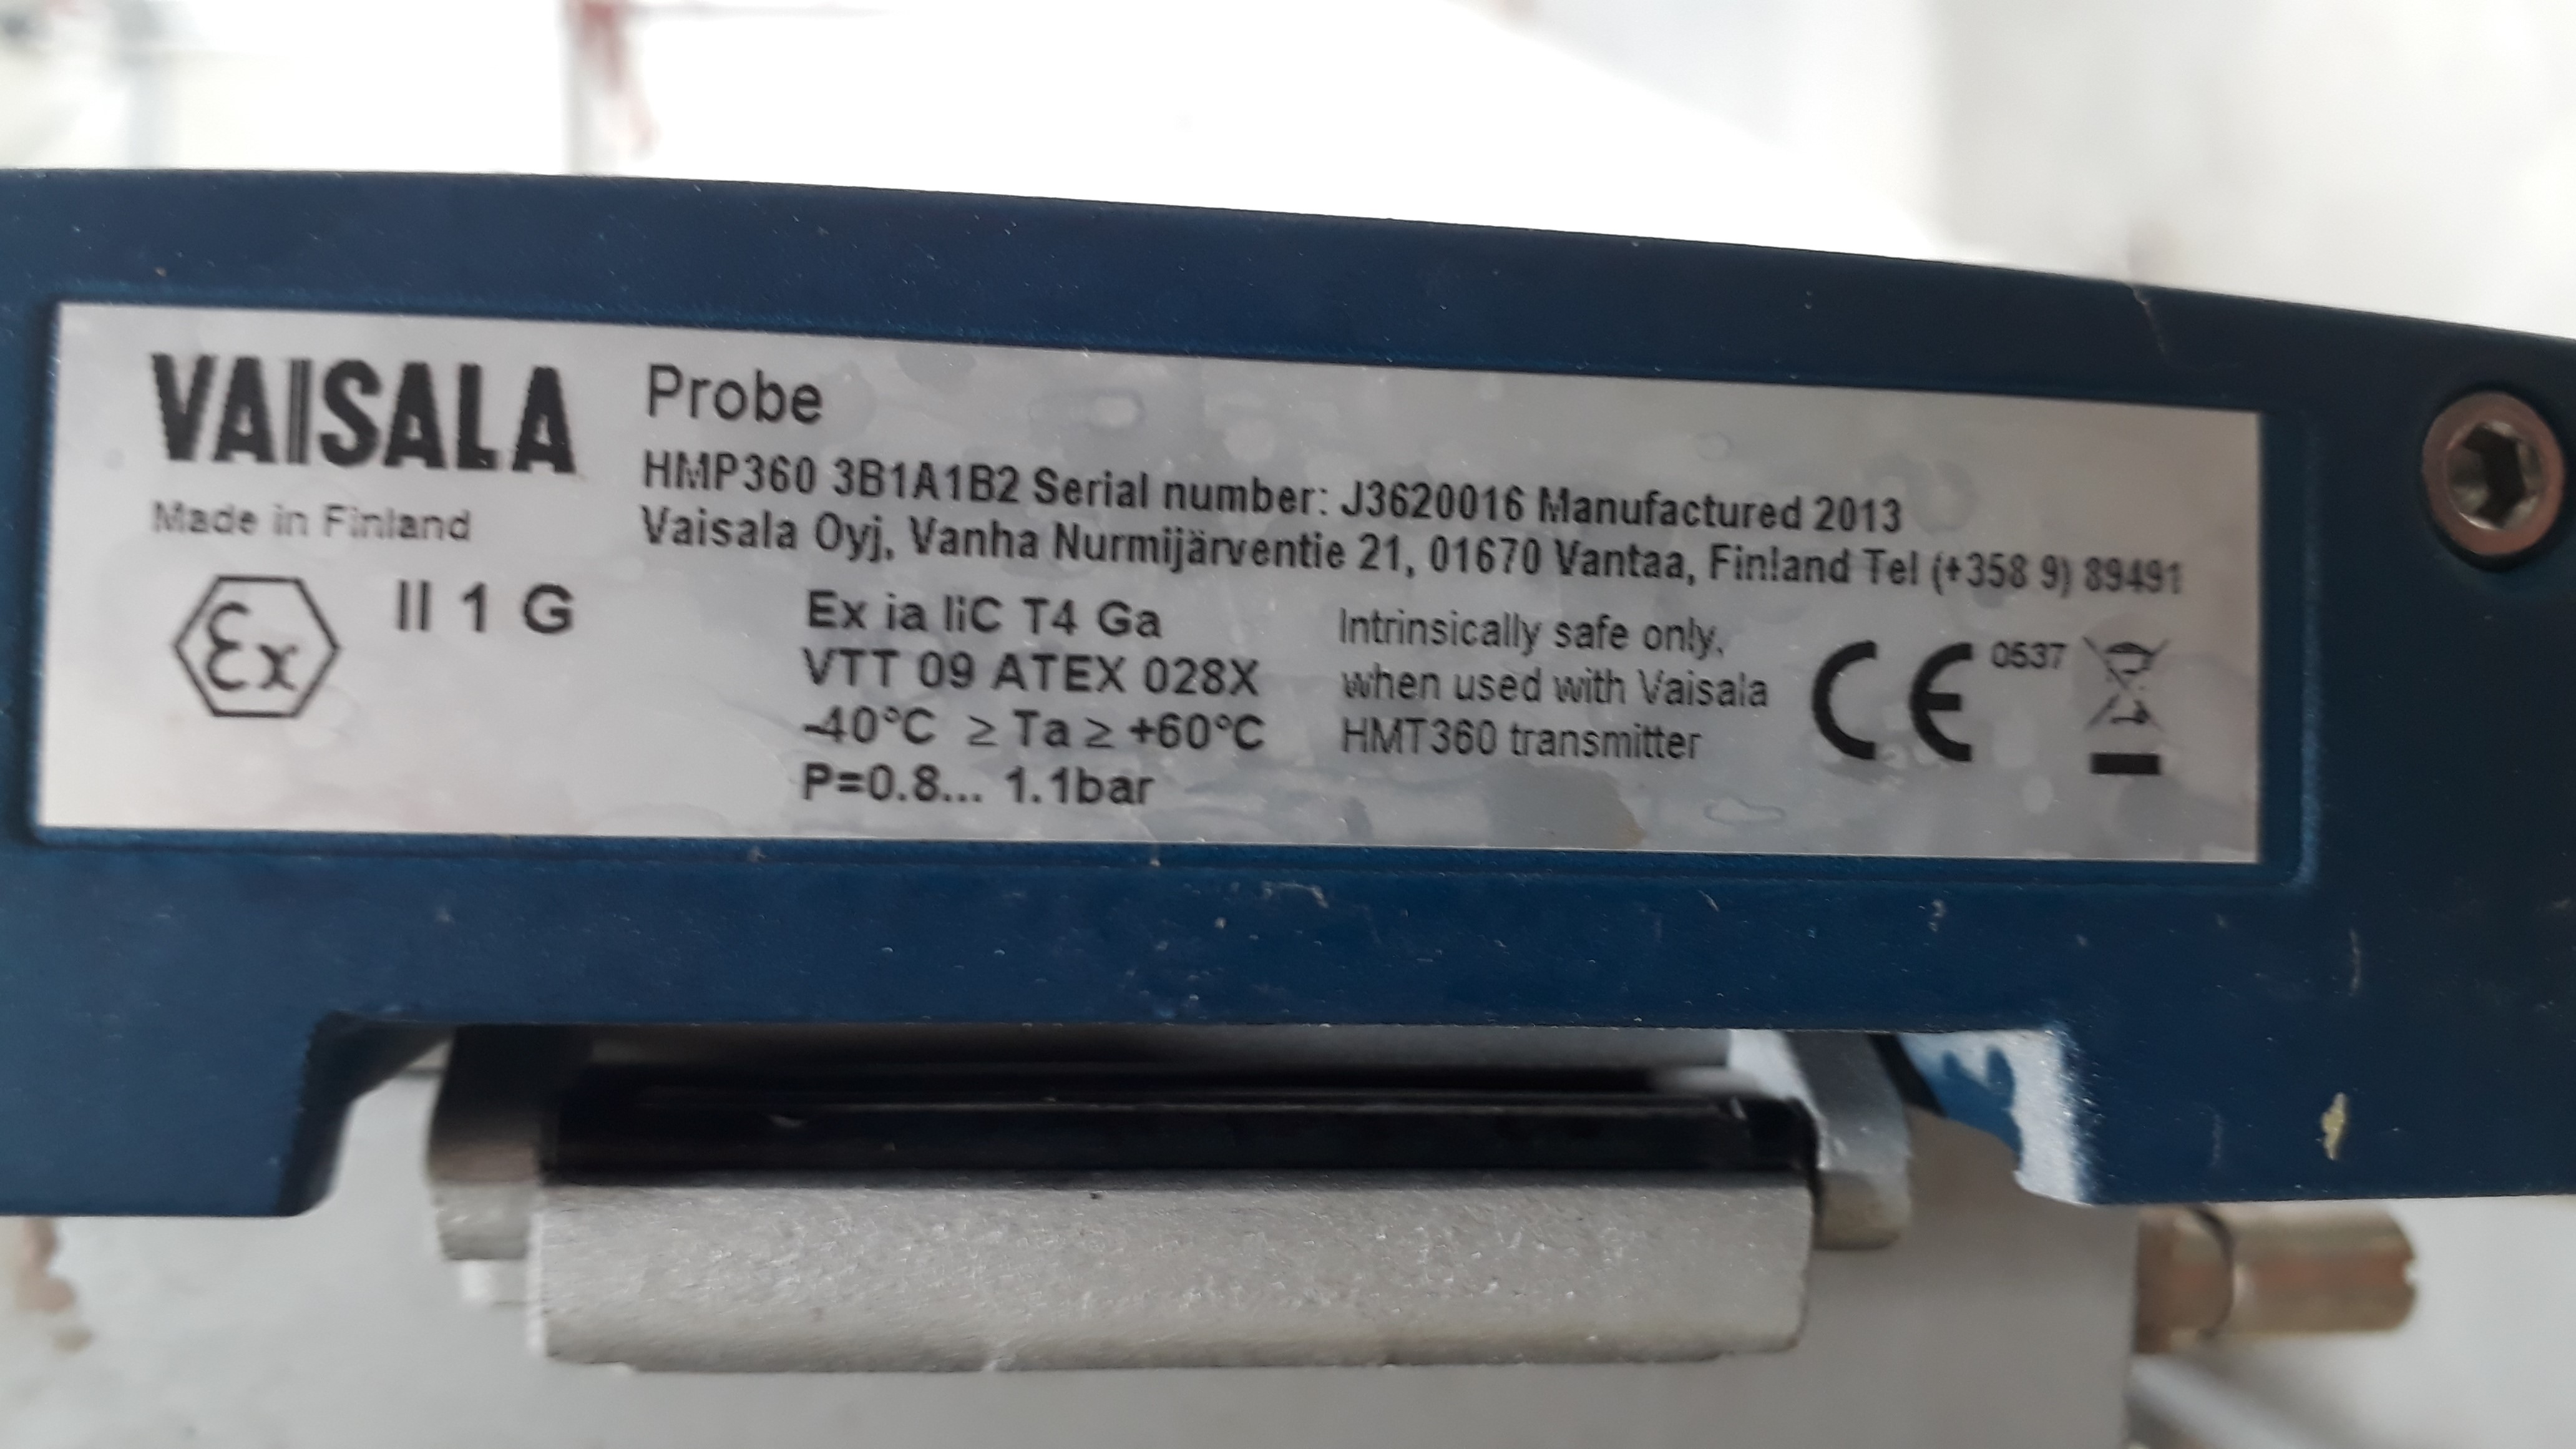 VAISALA
Made in Finland
Probe
HMP360 3B1A1B2 Serial number: J3620016 Manufactured 2013
Vaisala Oyj, Vanha Nurmijärventie 21, 01670 Vantaa, Finland Tel (+358 9) 89491
Ex II 1 G
Ex ia IIC T4 Ga
VTT 09 ATEX 028X
-40°C ≥ Ta ≥ +60°C
P=0.8... 1.1bar
Intrinsically safe only,
when used with Vaisala
HMT360 transmitter
CE 0537